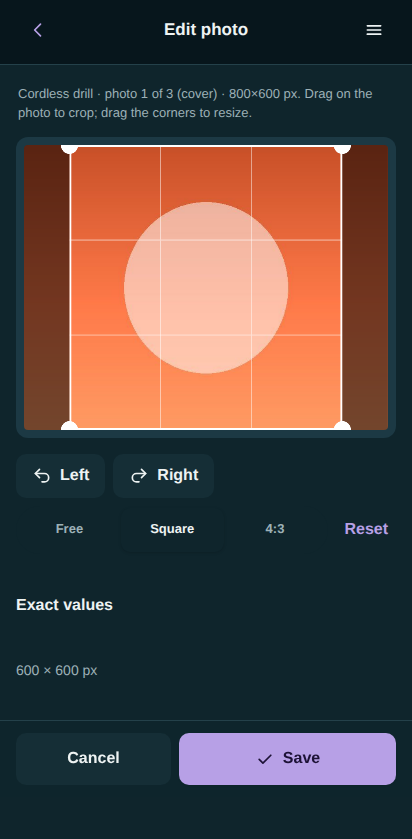 Edit photo
Cordless drill · photo 1 of 3 (cover) · 800×600 px. Drag on the
photo to crop; drag the corners to resize.
Left
Right
Free
Square
4:3
Reset
Exact values
600 × 600 px
Cancel
Save